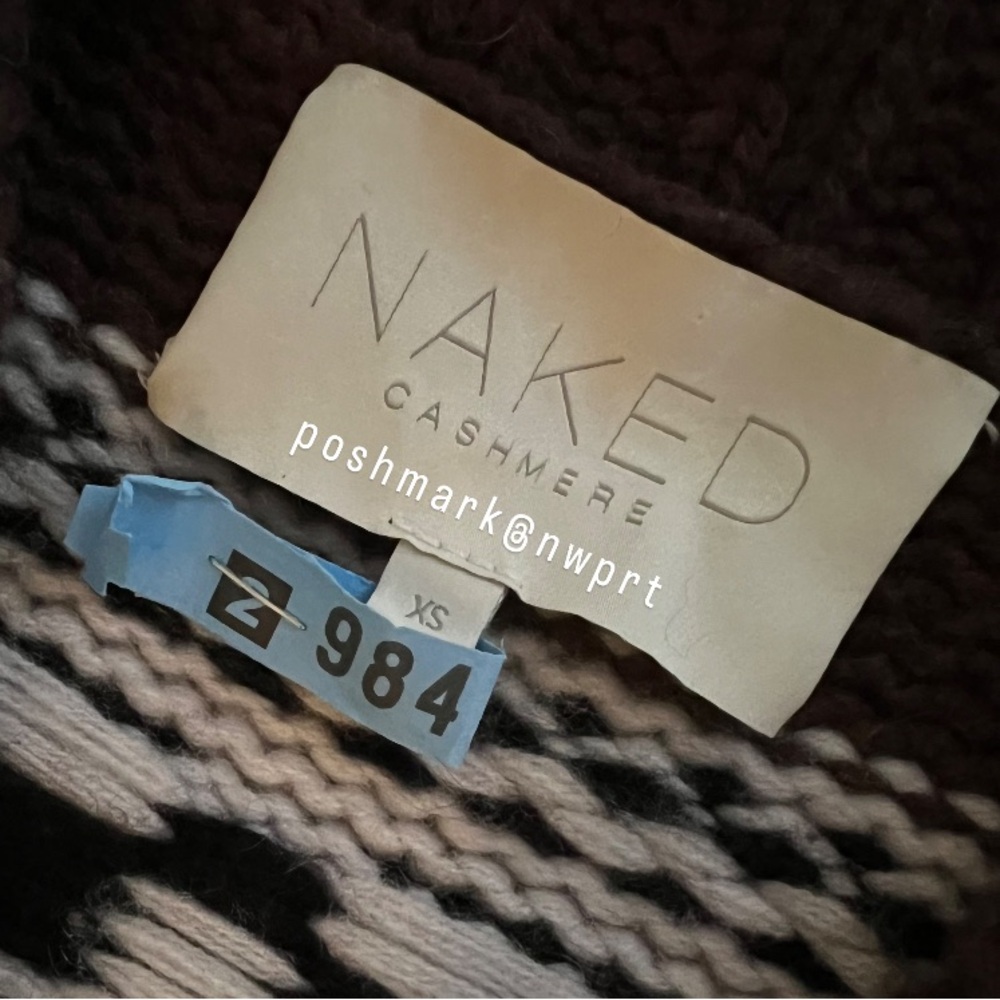 NAKED
CASHMERE
poshmark@nwprt
XS
2 984